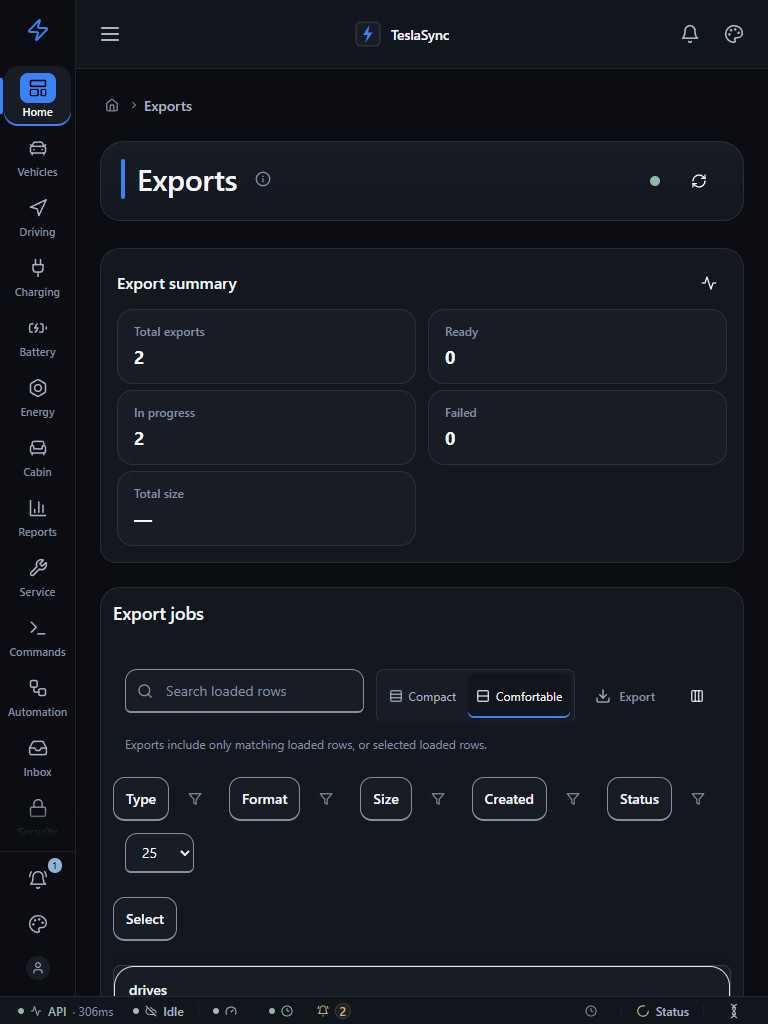 TeslaSync
Home
Vehicles
Driving
Charging
Battery
Energy
Cabin
Reports
Service
Commands
Automation
Inbox
Security
1
Exports
Exports
Export summary
Total exports
2
Ready
0
In progress
2
Failed
0
Total size
—
Export jobs
Search loaded rows
Compact
Comfortable
Export
Exports include only matching loaded rows, or selected loaded rows.
Type
Format
Size
Created
Status
25
Select
drives
API · 306ms
Idle
2
Status